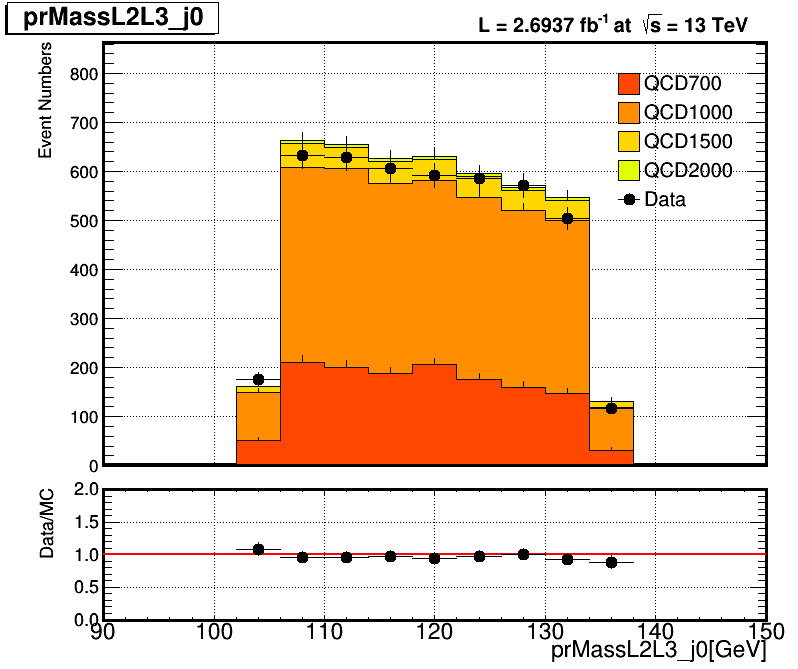 prMassL2L3_j0
L = 2.6937 fb⁻¹ at √s = 13 TeV
Event Numbers
800
700
600
500
400
300
200
100
0
QCD700
QCD1000
QCD1500
QCD2000
Data
Data/MC
2.0
1.5
1.0
0.5
0.0
90 100 110 120 130 140 150
prMassL2L3_j0[GeV]